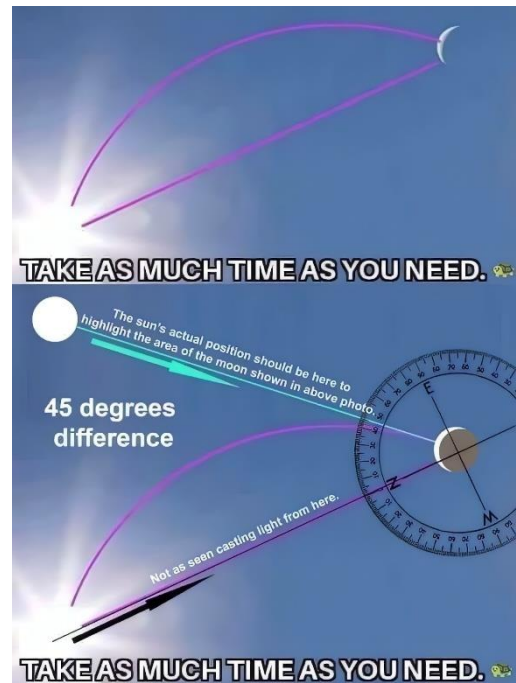 TAKE AS MUCH TIME AS YOU NEED. 🐢
The sun's actual position should be here to
highlight the area of the moon shown in above photo.
45 degrees
difference
E
N
W
Not as seen casting light from here.
TAKE AS MUCH TIME AS YOU NEED. 🐢